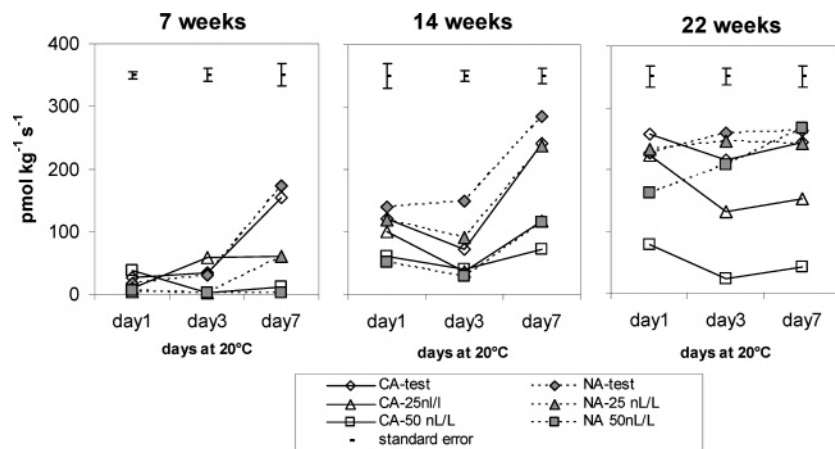 7 weeks
14 weeks
22 weeks
pmol kg⁻¹ s⁻¹
400
300
200
100
0
day1 day3 day7
day1 day3 day7
day1 day3 day7
days at 20°C
days at 20°C
days at 20°C
CA-test
NA-test
CA-25nl/l
NA-25 nL/L
CA-50 nL/L
NA 50nL/L
standard error